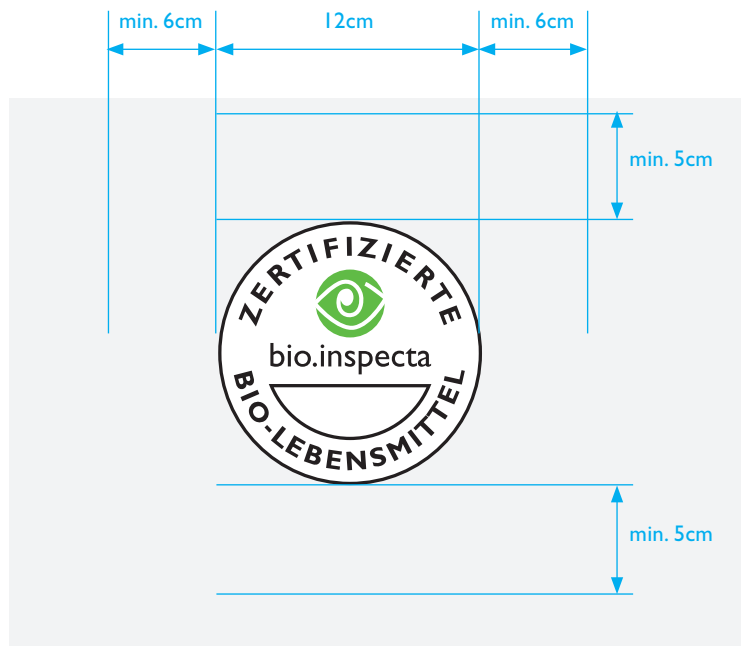 min. 6cm
12cm
min. 6cm
min. 5cm
ZERTIFIZIERTE
bio.inspecta
BIO-LEBENSMITTEL
min. 5cm